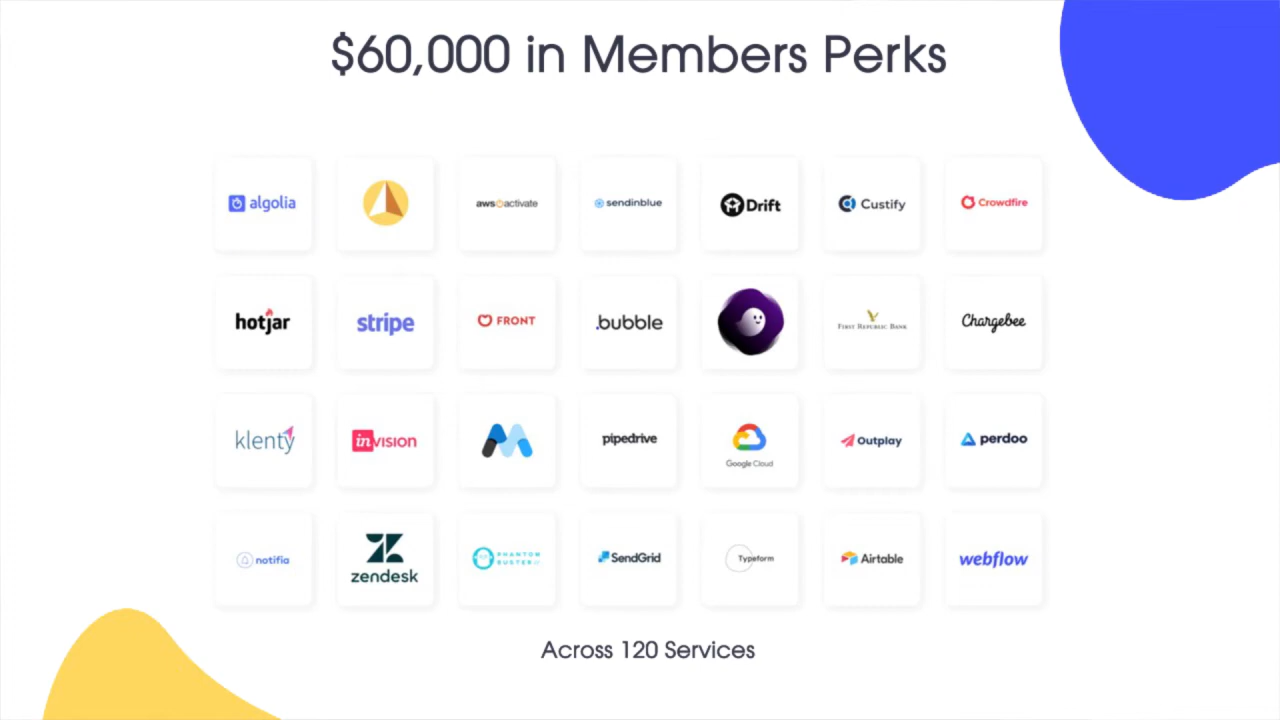 $60,000 in Members Perks
algolia
aws activate
sendinblue
Drift
Custify
Crowdfire
hotjar
stripe
FRONT
.bubble
FIRST REPUBLIC BANK
Chargebee
klenty
invision
pipedrive
Google Cloud
Outplay
perdoo
notifia
zendesk
PHANTOM
BUSTER
SendGrid
Typeform
Airtable
webflow
Across 120 Services